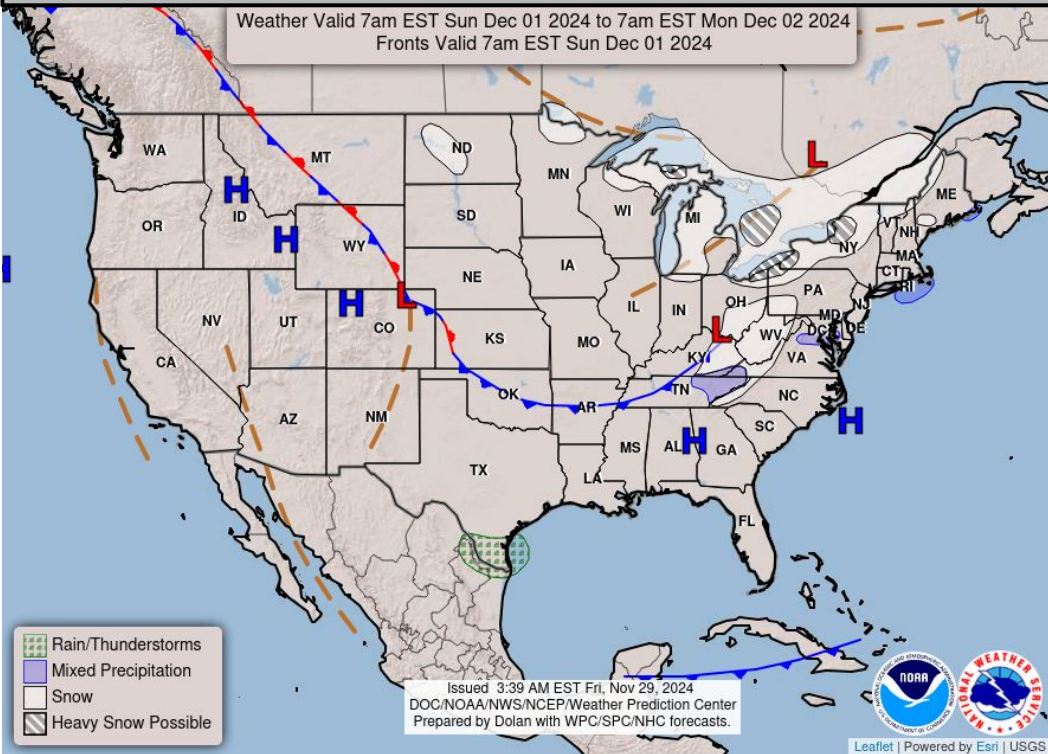 Weather Valid 7am EST Sun Dec 01 2024 to 7am EST Mon Dec 02 2024
Fronts Valid 7am EST Sun Dec 01 2024
WA
MT
ND
MN
ME
H
L
OR
ID
SD
WI
MI
VT
NH
NY
MA
H
WY
CT
RI
H
IA
NE
PA
NJ
H
L
IL
IN
OH
MD
DE
NV
UT
CO
L
WV
DC
KS
MO
KY
VA
CA
OK
AR
TN
NC
AZ
NM
SC
H
MS
AL
H
GA
TX
LA
FL
Rain/Thunderstorms
Mixed Precipitation
Snow
Heavy Snow Possible
Issued 3:39 AM EST Fri, Nov 29, 2024
DOC/NOAA/NWS/NCEP/Weather Prediction Center
Prepared by Dolan with WPC/SPC/NHC forecasts.
NOAA
NATIONAL WEATHER SERVICE
Leaflet | Powered by Esri | USGS